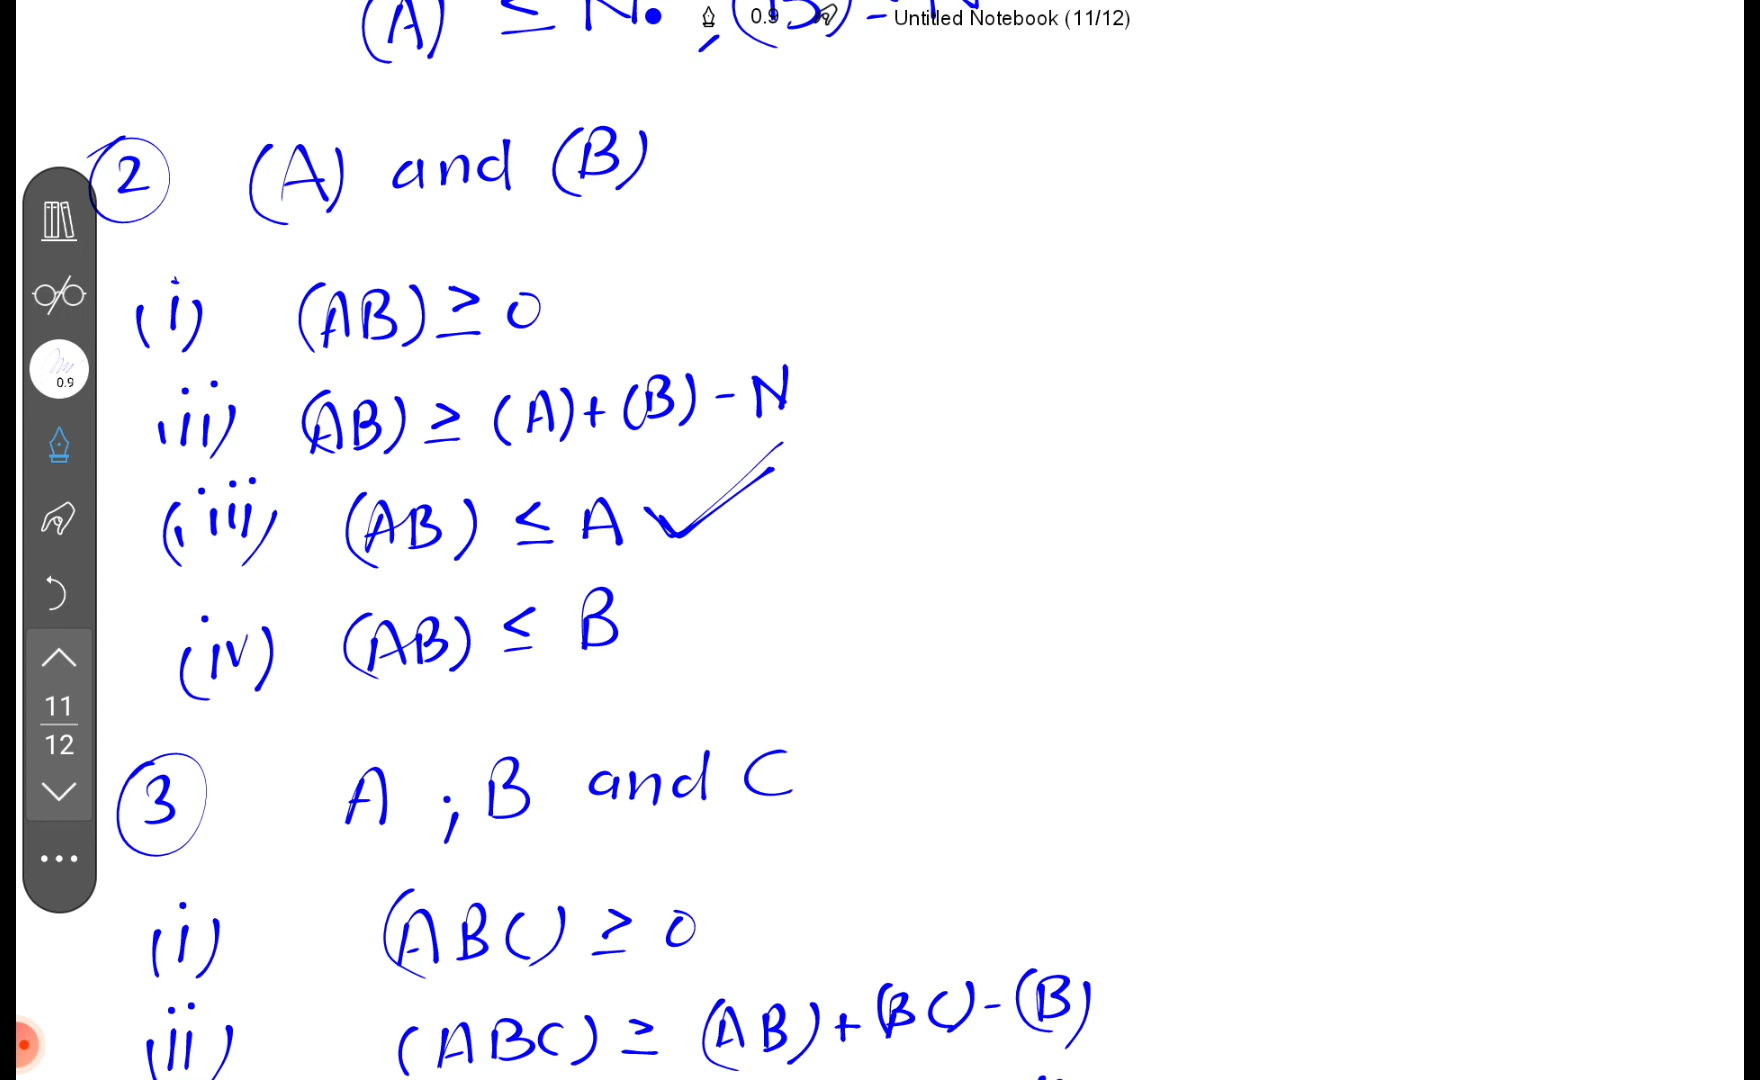 (A) ≤ N. ; (B)
0.9
Untitled Notebook (11/12)
② (A) and (B)
(i) (AB) ≥ 0
(ii) (AB) ≥ (A)+(B)-N
0.9
(iii) (AB) ≤ A ✓
(iv) (AB) ≤ B
11
12
③ A ; B and C
(i) (ABC) ≥ 0
(ii) (ABC) ≥ (AB)+(BC)-(B)